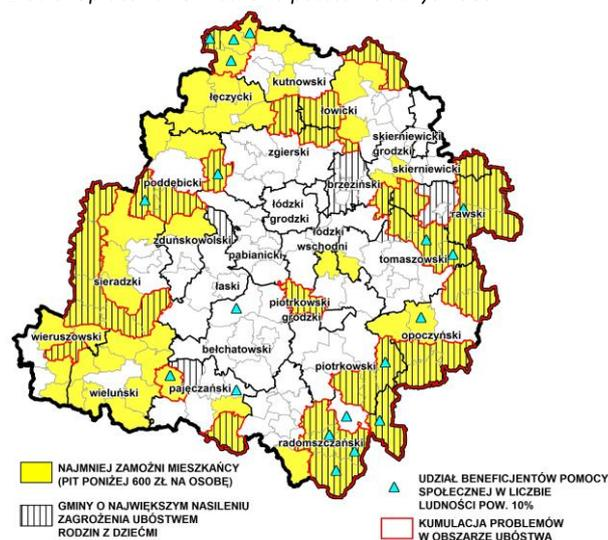 kutnowski
łęczycki
łowicki
skierniewicki
grodzki
skierniewicki
zgierski
brzeziński
poddębicki
łódzki
grodzki
rawski
zduńskowolski
łódzki
wschodni
pabianicki
tomaszowski
sieradzki
łaski
piotrkowski
grodzki
opoczyński
wieruszowski
bełchatowski
piotrkowski
wieluński
pajęczański
radomszczański
NAJMNIEJ ZAMOŻNI MIESZKAŃCY
(PIT PONIŻEJ 600 ZŁ NA OSOBĘ)
GMINY O NAJWIĘKSZYM NASILENIU
ZAGROŻENIA UBÓSTWEM
RODZIN Z DZIEĆMI
UDZIAŁ BENEFICJENTÓW POMOCY
SPOŁECZNEJ W LICZBIE
LUDNOŚCI POW. 10%
KUMULACJA PROBLEMÓW
W OBSZARZE UBÓSTWA